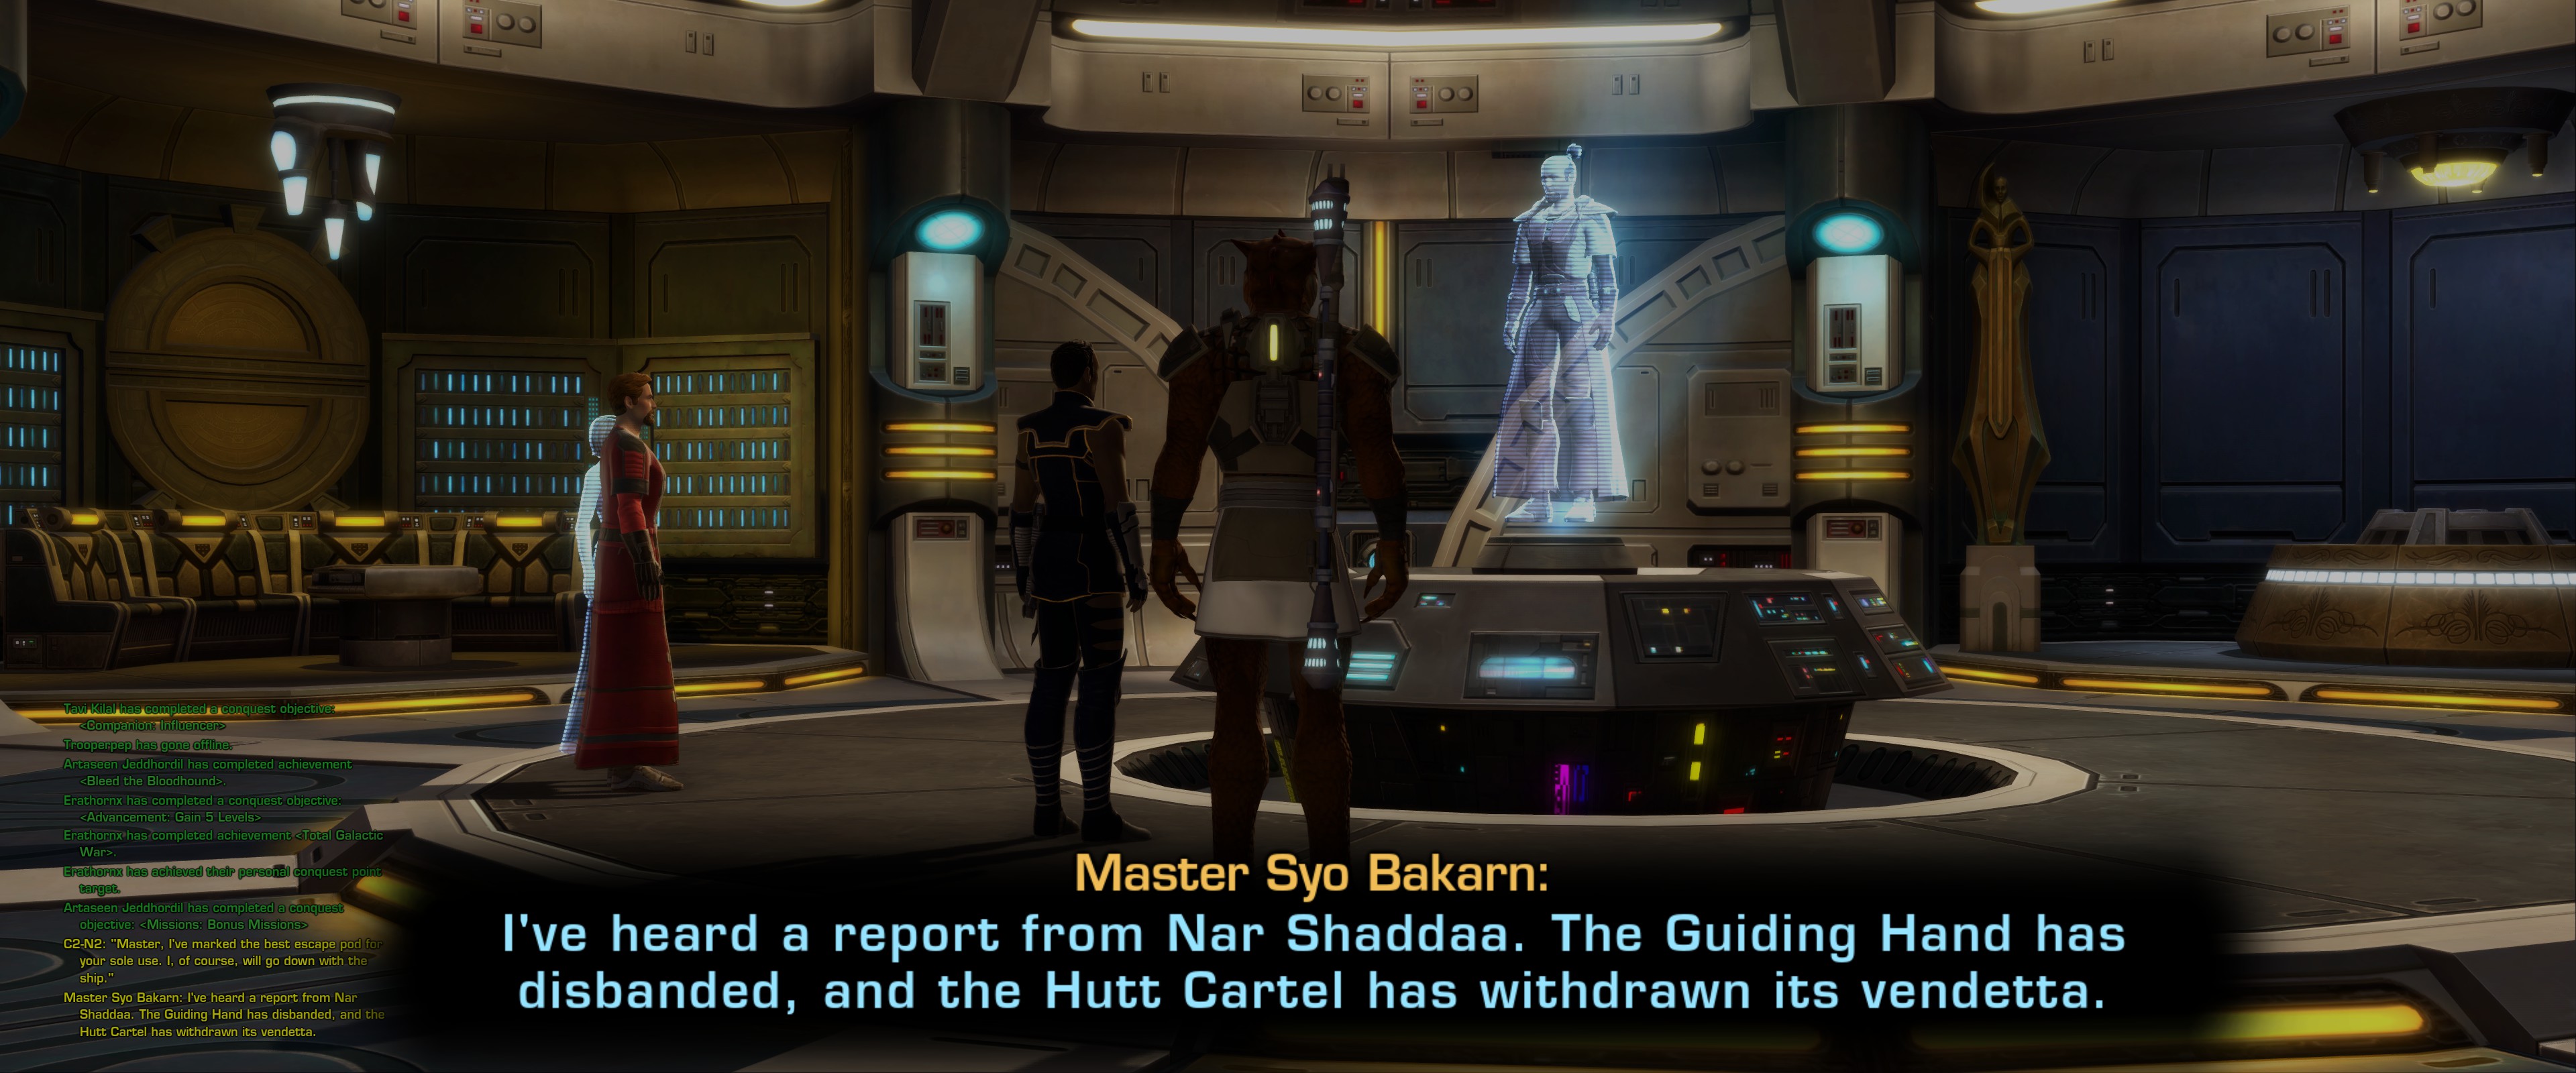 Tavi Kilal has completed a conquest objective:
<Companion: Influencer>
Trooperpep has gone offline.
Artaseen Jeddhordil has completed achievement
<Bleed the Bloodhound>.
Erathornx has completed a conquest objective:
<Advancement: Gain 5 Levels>
Erathornx has completed achievement <Total Galactic
War>.
Erathornx has achieved their personal conquest point
target.
Artaseen Jeddhordil has completed a conquest
objective: <Missions: Bonus Missions>
C2-N2: "Master, I've marked the best escape pod for
your sole use. I, of course, will go down with the
ship."
Master Syo Bakarn: I've heard a report from Nar
Shaddaa. The Guiding Hand has disbanded, and the
Hutt Cartel has withdrawn its vendetta.
Master Syo Bakarn:
I've heard a report from Nar Shaddaa. The Guiding Hand has
disbanded, and the Hutt Cartel has withdrawn its vendetta.